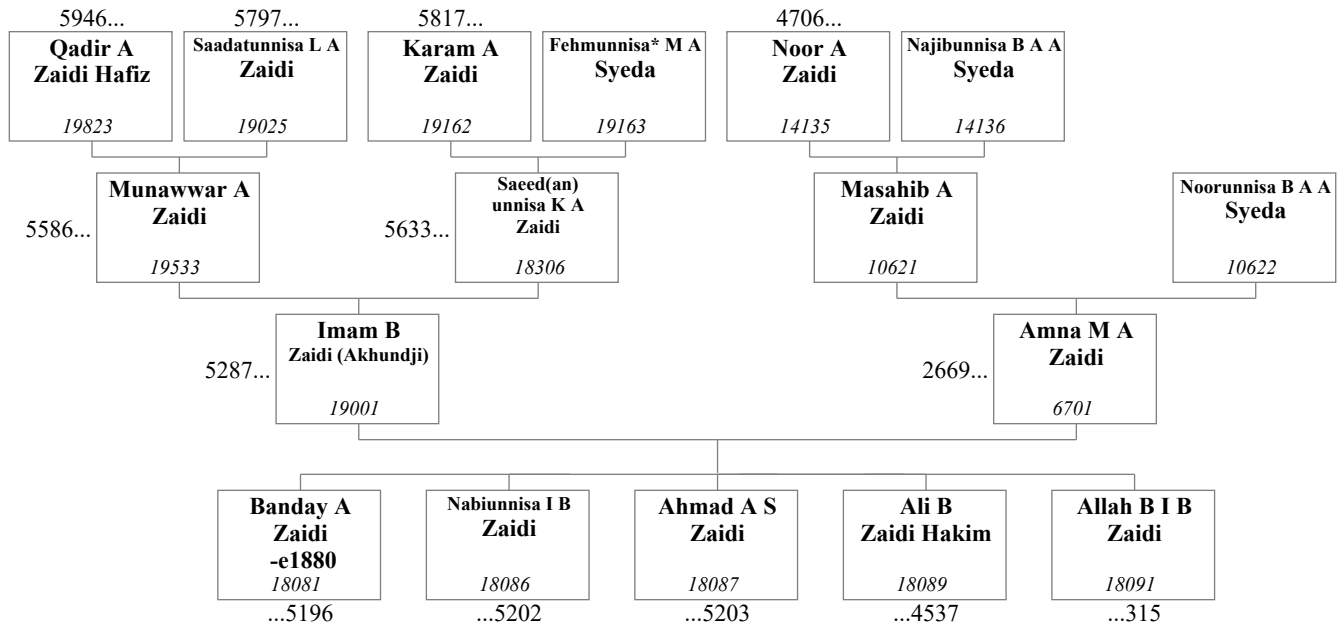 5946...
5797...
5817...
4706...
Qadir A
Zaidi Hafiz
19823
Saadatunnisa L A
Zaidi
19025
Karam A
Zaidi
19162
Fehmunnisa* M A
Syeda
19163
Noor A
Zaidi
14135
Najibunnisa B A A
Syeda
14136
5586...
Munawwar A
Zaidi
19533
5633...
Saeed(an)
unnisa K A
Zaidi
18306
Masahib A
Zaidi
10621
Noorunnisa B A A
Syeda
10622
5287...
Imam B
Zaidi (Akhundji)
19001
2669...
Amna M A
Zaidi
6701
Banday A
Zaidi
-e1880
18081
...5196
Nabiunnisa I B
Zaidi
18086
...5202
Ahmad A S
Zaidi
18087
...5203
Ali B
Zaidi Hakim
18089
...4537
Allah B I B
Zaidi
18091
...315